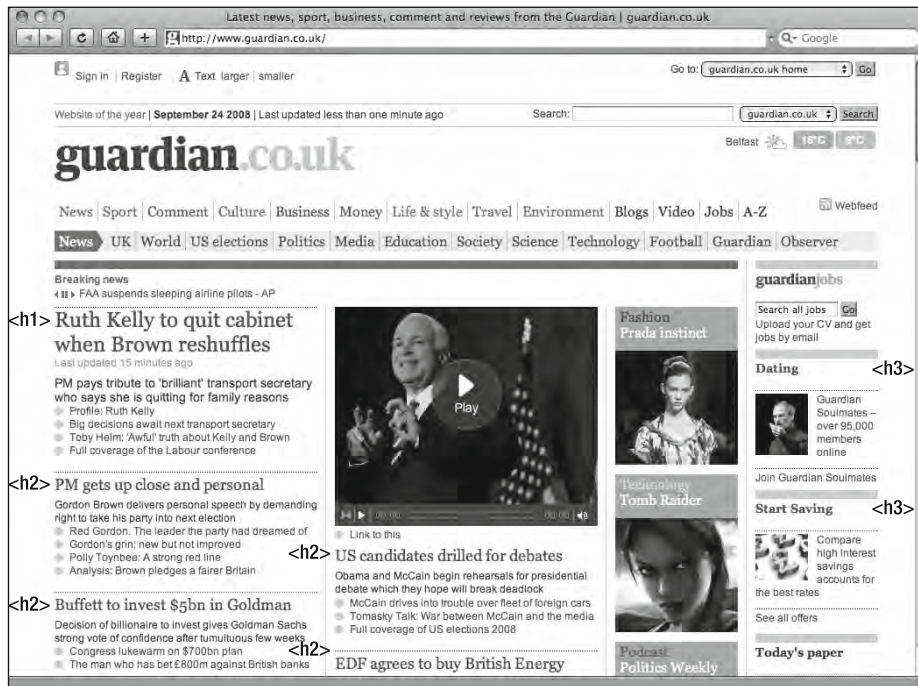 Latest news, sport, business, comment and reviews from the Guardian | guardian.co.uk
http://www.guardian.co.uk/
Google
Sign in | Register A Text larger | smaller
Go to: guardian.co.uk home Go
Website of the year | September 24 2008 | Last updated less than one minute ago
Search: guardian.co.uk Search
guardian.co.uk
Belfast 16°C 9°C
News | Sport | Comment | Culture | Business | Money | Life & style | Travel | Environment | Blogs | Video | Jobs | A-Z
Webfeed
News UK | World | US elections | Politics | Media | Education | Society | Science | Technology | Football | Guardian | Observer
Breaking news
FAA suspends sleeping airline pilots - AP
<h1> Ruth Kelly to quit cabinet
when Brown reshuffles
Last updated 15 minutes ago
PM pays tribute to 'brilliant' transport secretary
who says she is quitting for family reasons
Profile: Ruth Kelly
Big decisions await next transport secretary
Toby Helm: 'Awful' truth about Kelly and Brown
Full coverage of the Labour conference
<h2> PM gets up close and personal
Gordon Brown delivers personal speech by demanding
right to take his party into next election
Red Gordon. The leader the party had dreamed of
Gordon's grin: new but not improved
Polly Toynbee: A strong red line
Analysis: Brown pledges a fairer Britain
<h2> Buffett to invest $5bn in Goldman
Decision of billionaire to invest gives Goldman Sachs
strong vote of confidence after tumultuous few weeks
Congress lukewarm on $700bn plan
The man who has bet £800m against British banks
Play
00:00 00:00
Link to this
<h2> US candidates drilled for debates
Obama and McCain begin rehearsals for presidential
debate which they hope will break deadlock
McCain drives into trouble over fleet of foreign cars
Tomasky Talk: War between McCain and the media
Full coverage of US elections 2008
<h2>
EDF agrees to buy British Energy
Fashion
Prada instinct
Technology
Tomb Raider
Podcast
Politics Weekly
guardianjobs
Search all jobs Go
Upload your CV and get
jobs by email
Dating <h3>
Guardian
Soulmates –
over 95,000
members
online
Join Guardian Soulmates
Start Saving <h3>
Compare
high interest
savings
accounts for
the best rates
See all offers
Today's paper